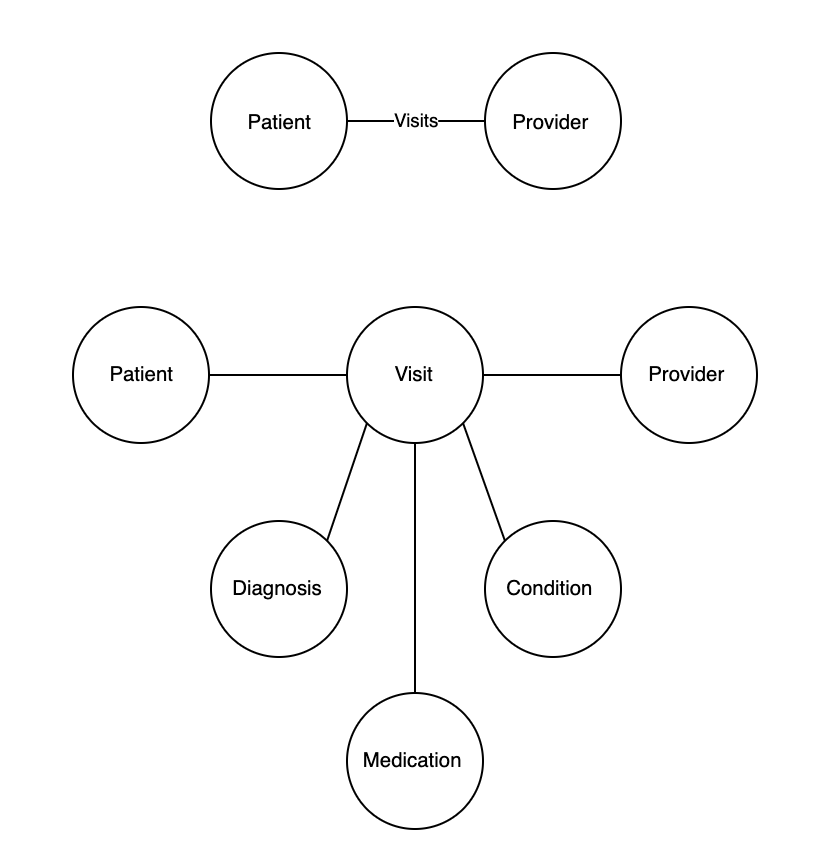 Patient
Visits
Provider
Patient
Visit
Provider
Diagnosis
Condition
Medication